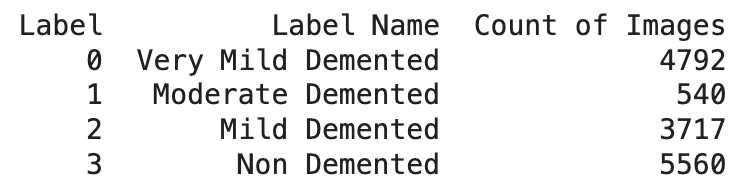 Label Label Name Count of Images
0 Very Mild Demented 4792
1 Moderate Demented 540
2 Mild Demented 3717
3 Non Demented 5560